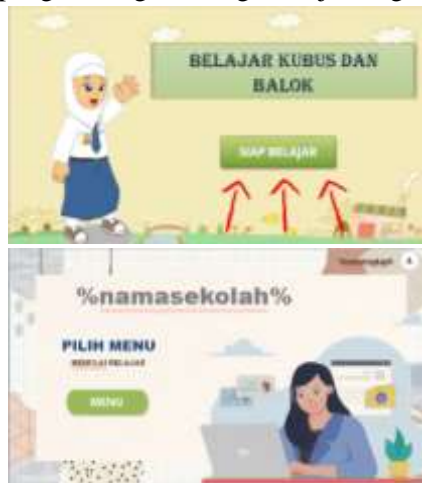 BELAJAR KUBUS DAN
BALOK
SIAP BELAJAR
%namasekolah%
PILIH MENU
MENU